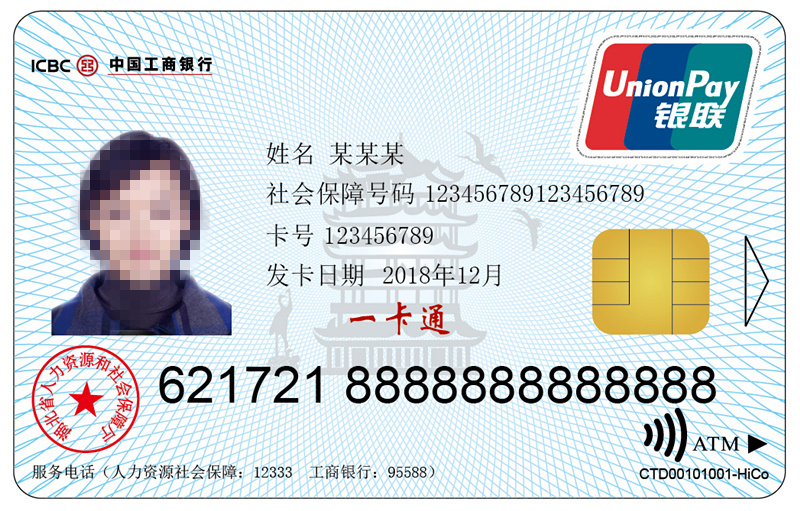 ICBC 中国工商银行
UnionPay
银联
姓名 某某某
社会保障号码 123456789123456789
卡号 123456789
发卡日期 2018年12月
一卡通
湖北省人力资源和社会保障厅
621721 8888888888888
ATM
CTD00101001-HiCo
服务电话（人力资源社会保障：12333 工商银行：95588）